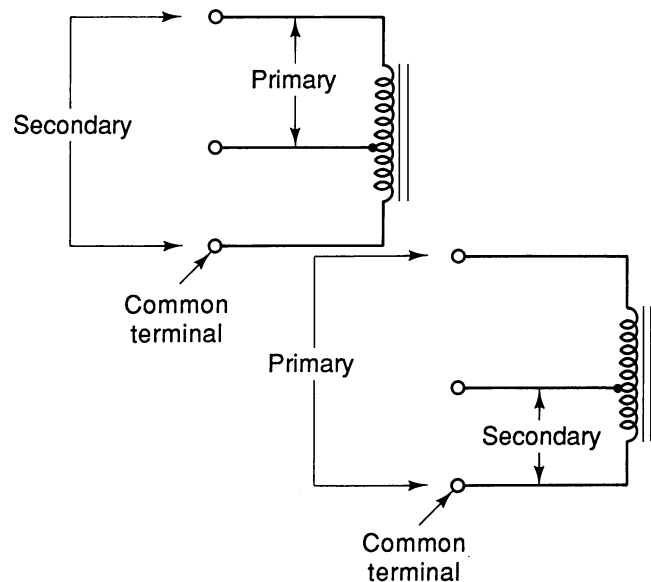 Primary
Secondary
Common
terminal
Primary
Secondary
Common
terminal